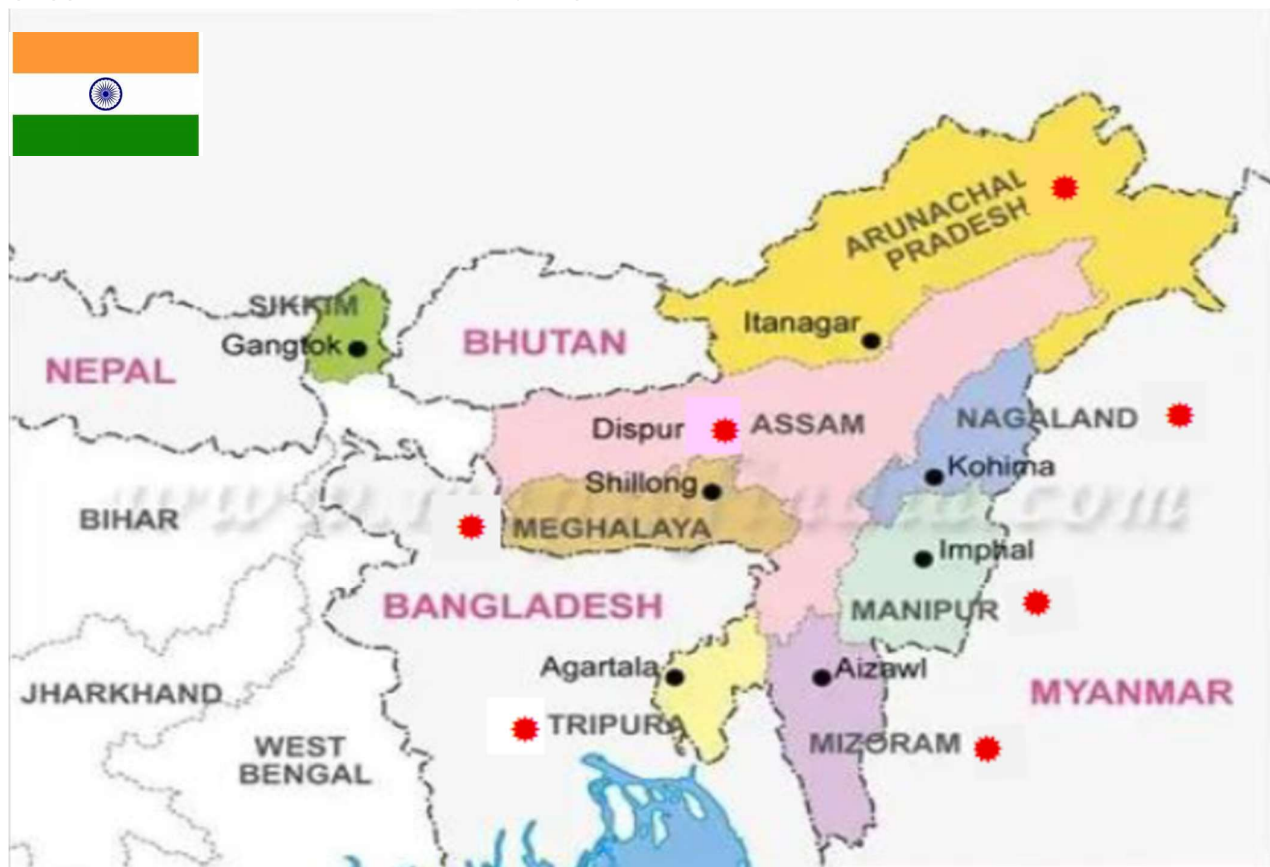 ARUNACHAL
PRADESH
SIKKIM
Itanagar
Gangtok
BHUTAN
NEPAL
Dispur
ASSAM
NAGALAND
Kohima
Shillong
BIHAR
MEGHALAYA
Imphal
BANGLADESH
MANIPUR
Agartala
Aizawl
JHARKHAND
MYANMAR
TRIPURA
WEST
BENGAL
MIZORAM